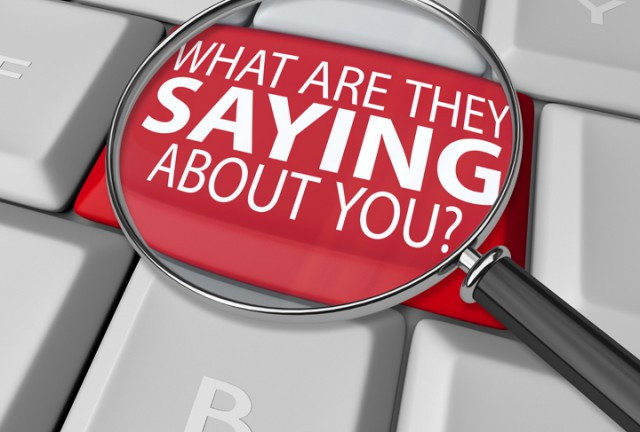 Y
F
WHAT ARE THEY
SAYING
ABOUT YOU?
B